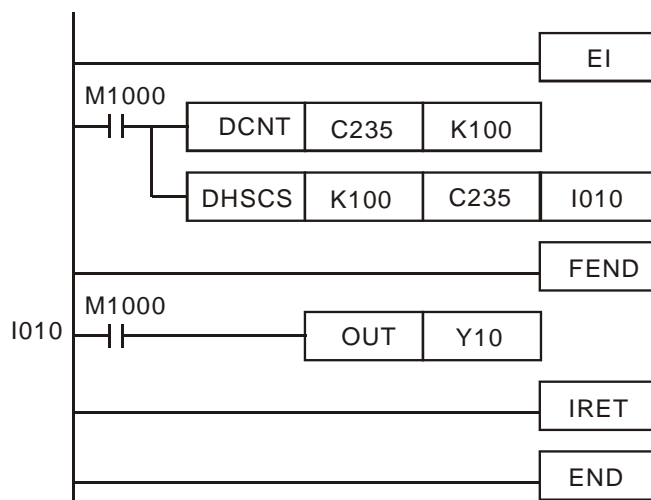 EI
M1000
DCNT C235 K100
DHSCS K100 C235 I010
FEND
M1000
I010 OUT Y10
IRET
END